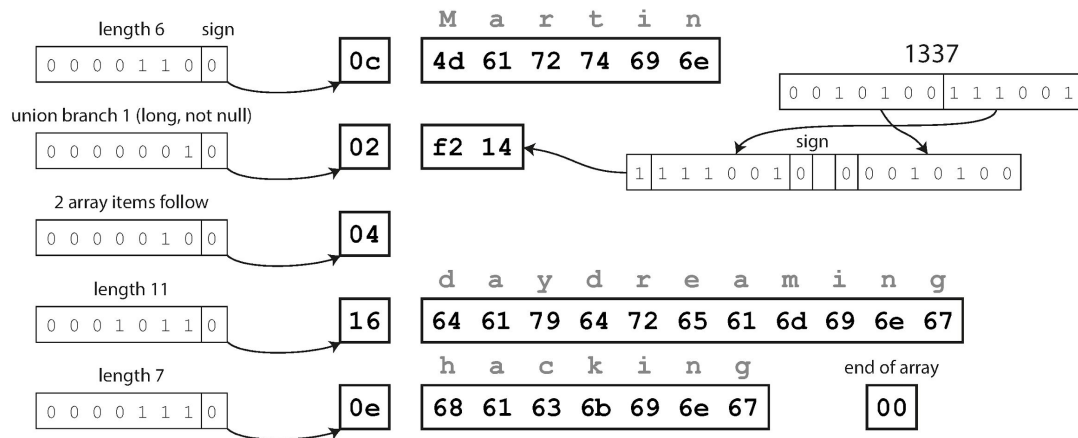 length 6 sign
0 0 0 0 1 1 0 0
0c
M a r t i n
4d 61 72 74 69 6e
1337
0 0 1 0 1 0 0 1 1 1 0 0 1
union branch 1 (long, not null)
0 0 0 0 0 0 1 0
02
f2 14
sign
1 1 1 1 0 0 1 0 0 0 0 1 0 1 0 0
2 array items follow
0 0 0 0 0 1 0 0
04
length 11
0 0 0 1 0 1 1 0
16
d a y d r e a m i n g
64 61 79 64 72 65 61 6d 69 6e 67
length 7
0 0 0 0 1 1 1 0
0e
h a c k i n g
68 61 63 6b 69 6e 67
end of array
00